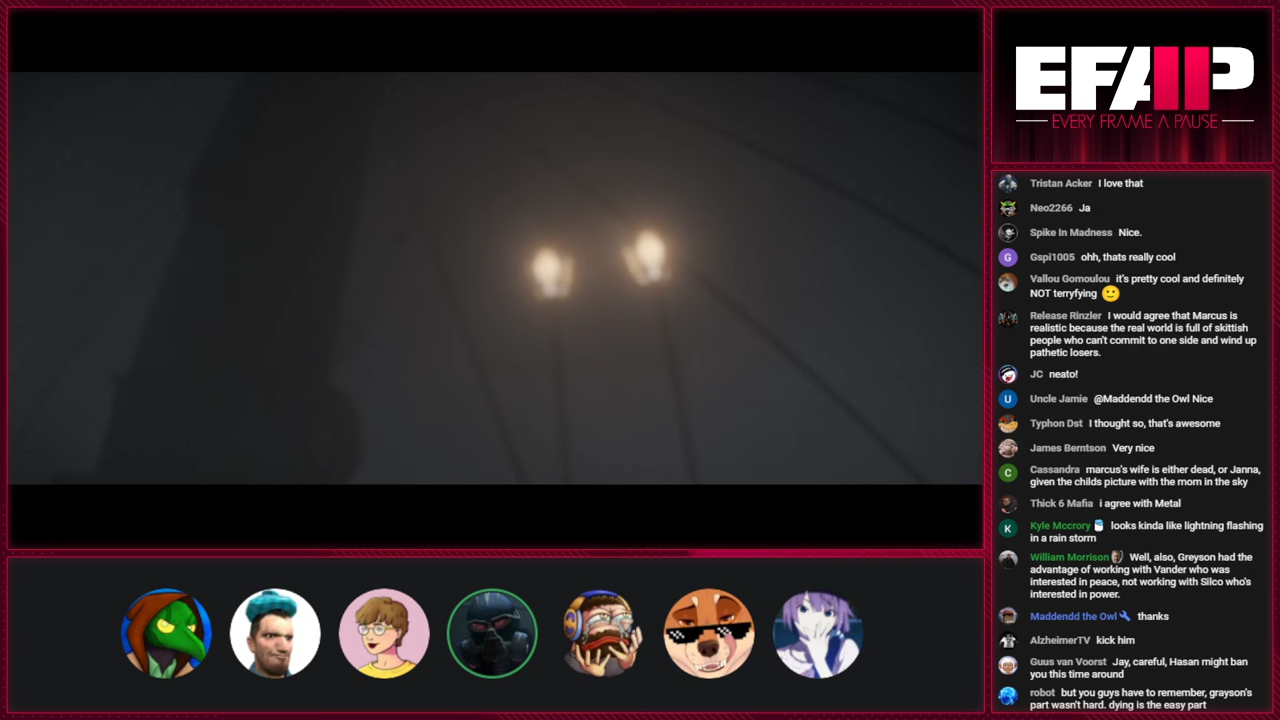 EFAP
EVERY FRAME A PAUSE
Tristan Acker I love that
Neo2266 Ja
Spike In Madness Nice.
G Gspi1005 ohh, thats really cool
Vallou Gomoulou it's pretty cool and definitely
NOT terryfying 🙂
Release Rinzler I would agree that Marcus is
realistic because the real world is full of skittish
people who can't commit to one side and wind up
pathetic losers.
JC neato!
U Uncle Jamie @Maddendd the Owl Nice
Typhon Dst I thought so, that's awesome
James Berntson Very nice
C Cassandra marcus's wife is either dead, or Janna,
given the childs picture with the mom in the sky
Thick 6 Mafia i agree with Metal
K Kyle Mccrory looks kinda like lightning flashing
in a rain storm
William Morrison Well, also, Greyson had the
advantage of working with Vander who was
interested in peace, not working with Silco who's
interested in power.
Maddendd the Owl 🔧 thanks
AlzheimerTV kick him
Guus van Voorst Jay, careful, Hasan might ban
you this time around
robot but you guys have to remember, grayson's
part wasn't hard. dying is the easy part